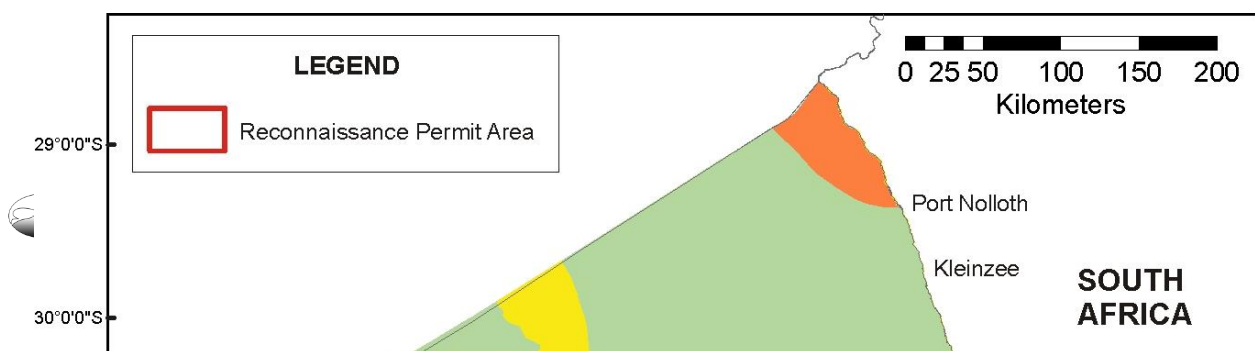 LEGEND
Reconnaissance Permit Area
0 25 50 100 150 200
Kilometers
29°0'0"S
Port Nolloth
Kleinzee
SOUTH
AFRICA
30°0'0"S